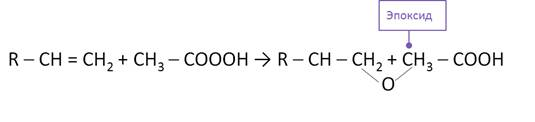 Эпоксид
R – CH = CH₂ + CH₃ – COOOH → R – CH – CH₂ + CH₃ – COOH
O